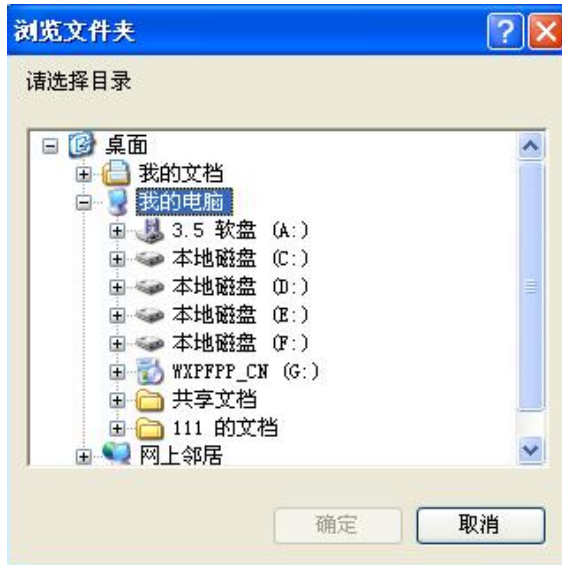 浏览文件夹
请选择目录
桌面
我的文档
我的电脑
3.5 软盘 (A:)
本地磁盘 (C:)
本地磁盘 (D:)
本地磁盘 (E:)
本地磁盘 (F:)
WXPFPP_CN (G:)
共享文档
111 的文档
网上邻居
确定 取消